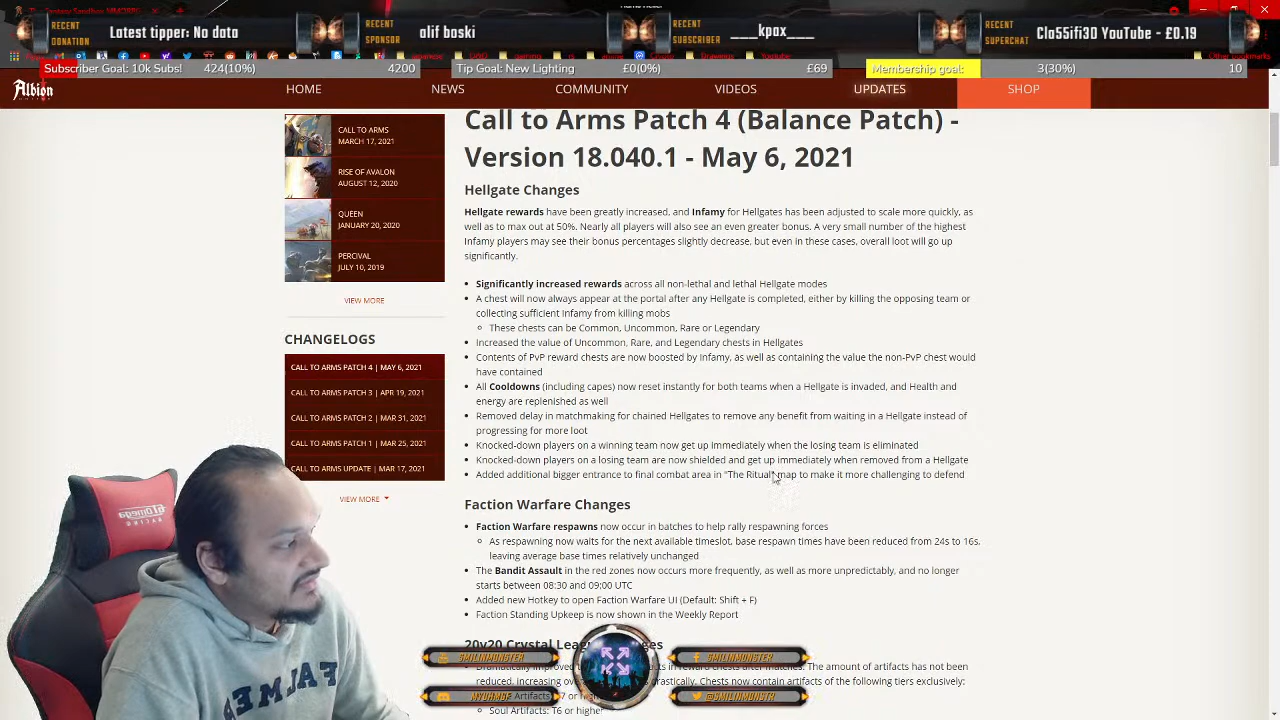 RECENT DONATION
Latest tipper: No data
RECENT SPONSOR
alif boski
RECENT SUBSCRIBER
___kpax___
RECENT SUPERCHAT
Clo55ifi3D YouTube - £0.19
Other bookmarks
Subscriber Goal: 10k Subs! 424(10%) 4200
Tip Goal: New Lighting £0(0%) £69
Membership goal: 3(30%) 10
Albion
HOME NEWS COMMUNITY VIDEOS UPDATES SHOP
CALL TO ARMS
MARCH 17, 2021
RISE OF AVALON
AUGUST 12, 2020
QUEEN
JANUARY 20, 2020
PERCIVAL
JULY 10, 2019
VIEW MORE
CHANGELOGS
CALL TO ARMS PATCH 4 | MAY 6, 2021
CALL TO ARMS PATCH 3 | APR 19, 2021
CALL TO ARMS PATCH 2 | MAR 31, 2021
CALL TO ARMS PATCH 1 | MAR 25, 2021
CALL TO ARMS UPDATE | MAR 17, 2021
VIEW MORE
Call to Arms Patch 4 (Balance Patch) -
Version 18.040.1 - May 6, 2021
Hellgate Changes
Hellgate rewards have been greatly increased, and Infamy for Hellgates has been adjusted to scale more quickly, as
well as to max out at 50%. Nearly all players will also see an even greater bonus. A very small number of the highest
Infamy players may see their bonus percentages slightly decrease, but even in these cases, overall loot will go up
significantly.
• Significantly increased rewards across all non-lethal and lethal Hellgate modes
• A chest will now always appear at the portal after any Hellgate is completed, either by killing the opposing team or
collecting sufficient Infamy from killing mobs
These chests can be Common, Uncommon, Rare or Legendary
• Increased the value of Uncommon, Rare, and Legendary chests in Hellgates
• Contents of PvP reward chests are now boosted by Infamy, as well as containing the value the non-PvP chest would
have contained
• All Cooldowns (including capes) now reset instantly for both teams when a Hellgate is invaded, and Health and
energy are replenished as well
• Removed delay in matchmaking for chained Hellgates to remove any benefit from waiting in a Hellgate instead of
progressing for more loot
• Knocked-down players on a winning team now get up immediately when the losing team is eliminated
• Knocked-down players on a losing team are now shielded and get up immediately when removed from a Hellgate
• Added additional bigger entrance to final combat area in "The Ritual" map to make it more challenging to defend
Faction Warfare Changes
• Faction Warfare respawns now occur in batches to help rally respawning forces
As respawning now waits for the next available timeslot, base respawn times have been reduced from 24s to 16s,
leaving average base times relatively unchanged
• The Bandit Assault in the red zones now occurs more frequently, as well as more unpredictably, and no longer
starts between 08:30 and 09:00 UTC
• Added new Hotkey to open Faction Warfare UI (Default: Shift + F)
• Faction Standing Upkeep is now shown in the Weekly Report
20v20 Crystal
SMILINMONSTER
SMILINMONSTER
in reward chests after matches. The amount of artifacts has not been
reduced, increasing drastically. Chests now contain artifacts of the following tiers exclusively:
@SMILINMONSTR
Soul Artifacts: T6 or higher
OMEGA
PALME